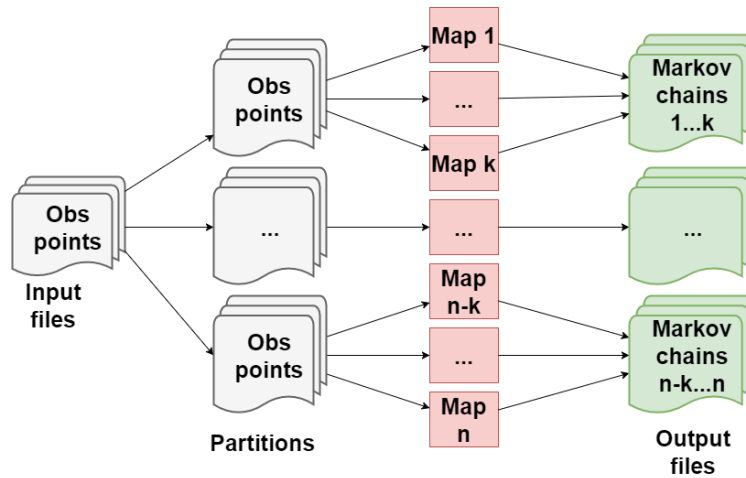 Obs
points
Input
files
Obs
points
...
Obs
points
Partitions
Map 1
...
Map k
...
Map
n-k
...
Map
n
Markov
chains
1...k
...
Markov
chains
n-k...n
Output
files